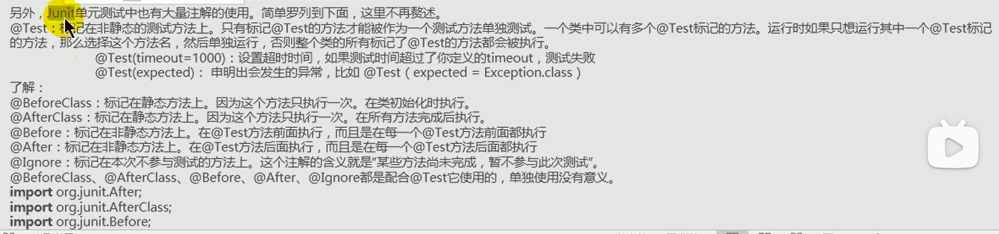 另外，Junit单元测试中也有大量注解的使用。简单罗列到下面，这里不再赘述。
@Test：标记在非静态的测试方法上。只有标记@Test的方法才能被作为一个测试方法单独测试。一个类中可以有多个@Test标记的方法。运行时如果只想运行其中一个@Test标记
的方法，那么选择这个方法名，然后单独运行，否则整个类的所有标记了@Test的方法都会被执行。
@Test(timeout=1000)：设置超时时间，如果测试时间超过了你定义的timeout，测试失败
@Test(expected)： 申明出会发生的异常，比如 @Test（expected = Exception.class）
了解：
@BeforeClass：标记在静态方法上。因为这个方法只执行一次。在类初始化时执行。
@AfterClass：标记在静态方法上。因为这个方法只执行一次。在所有方法完成后执行。
@Before：标记在非静态方法上。在@Test方法前面执行，而且是在每一个@Test方法前面都执行
@After：标记在非静态方法上。在@Test方法后面执行，而且是在每一个@Test方法后面都执行
@Ignore：标记在本次不参与测试的方法上。这个注解的含义就是“某些方法尚未完成，暂不参与此次测试”。
@BeforeClass、@AfterClass、@Before、@After、@Ignore都是配合@Test它使用的，单独使用没有意义。
import org.junit.After;
import org.junit.AfterClass;
import org.junit.Before;